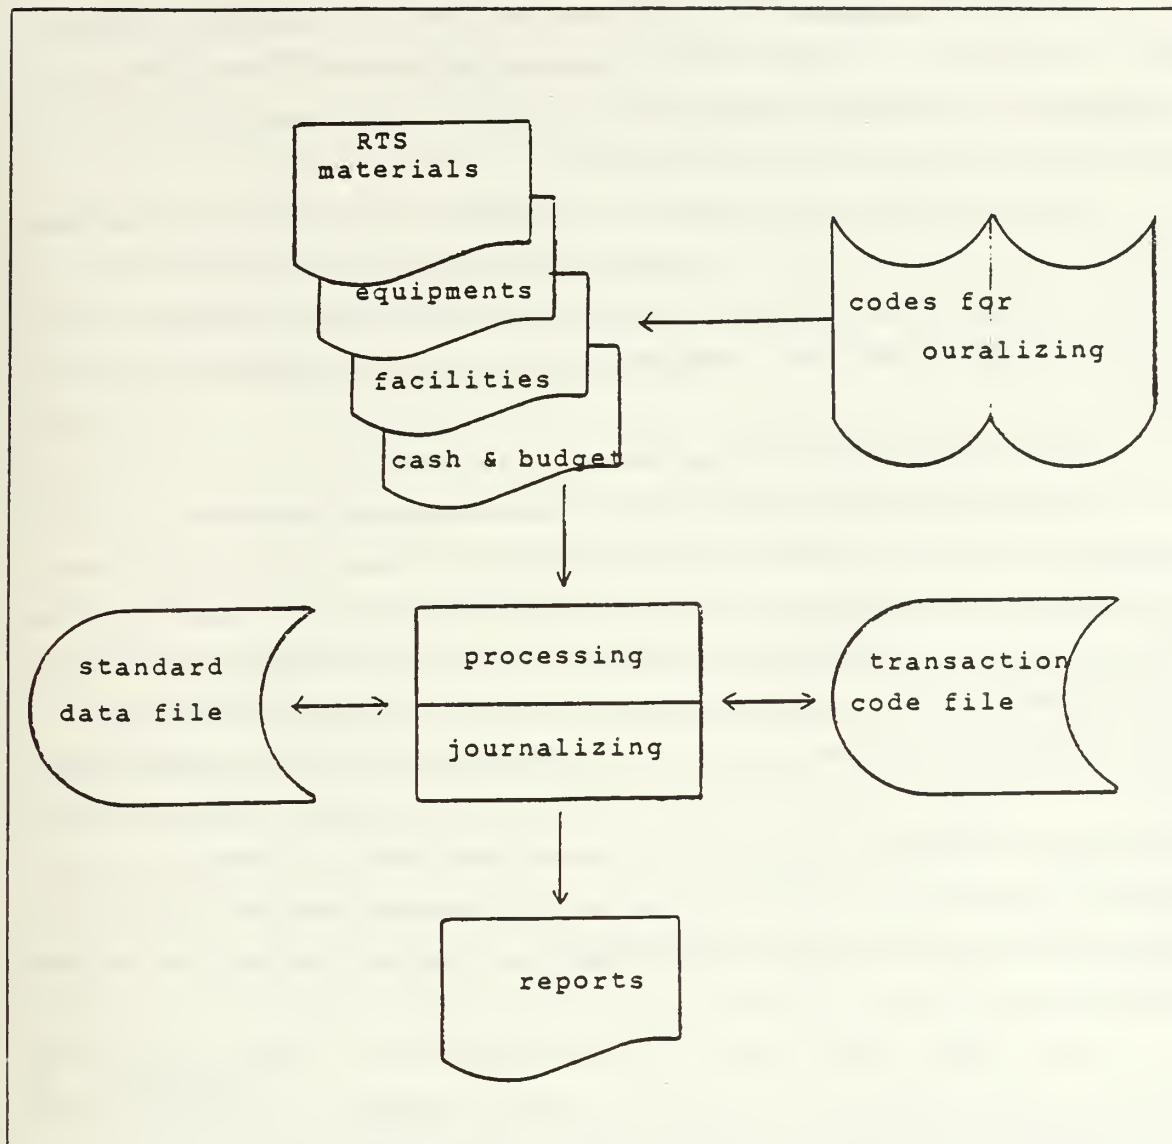 RTS
materials
equipments
facilities
cash & budget
codes for
ouralizing
processing
journalizing
standard
data file
transaction
code file
reports